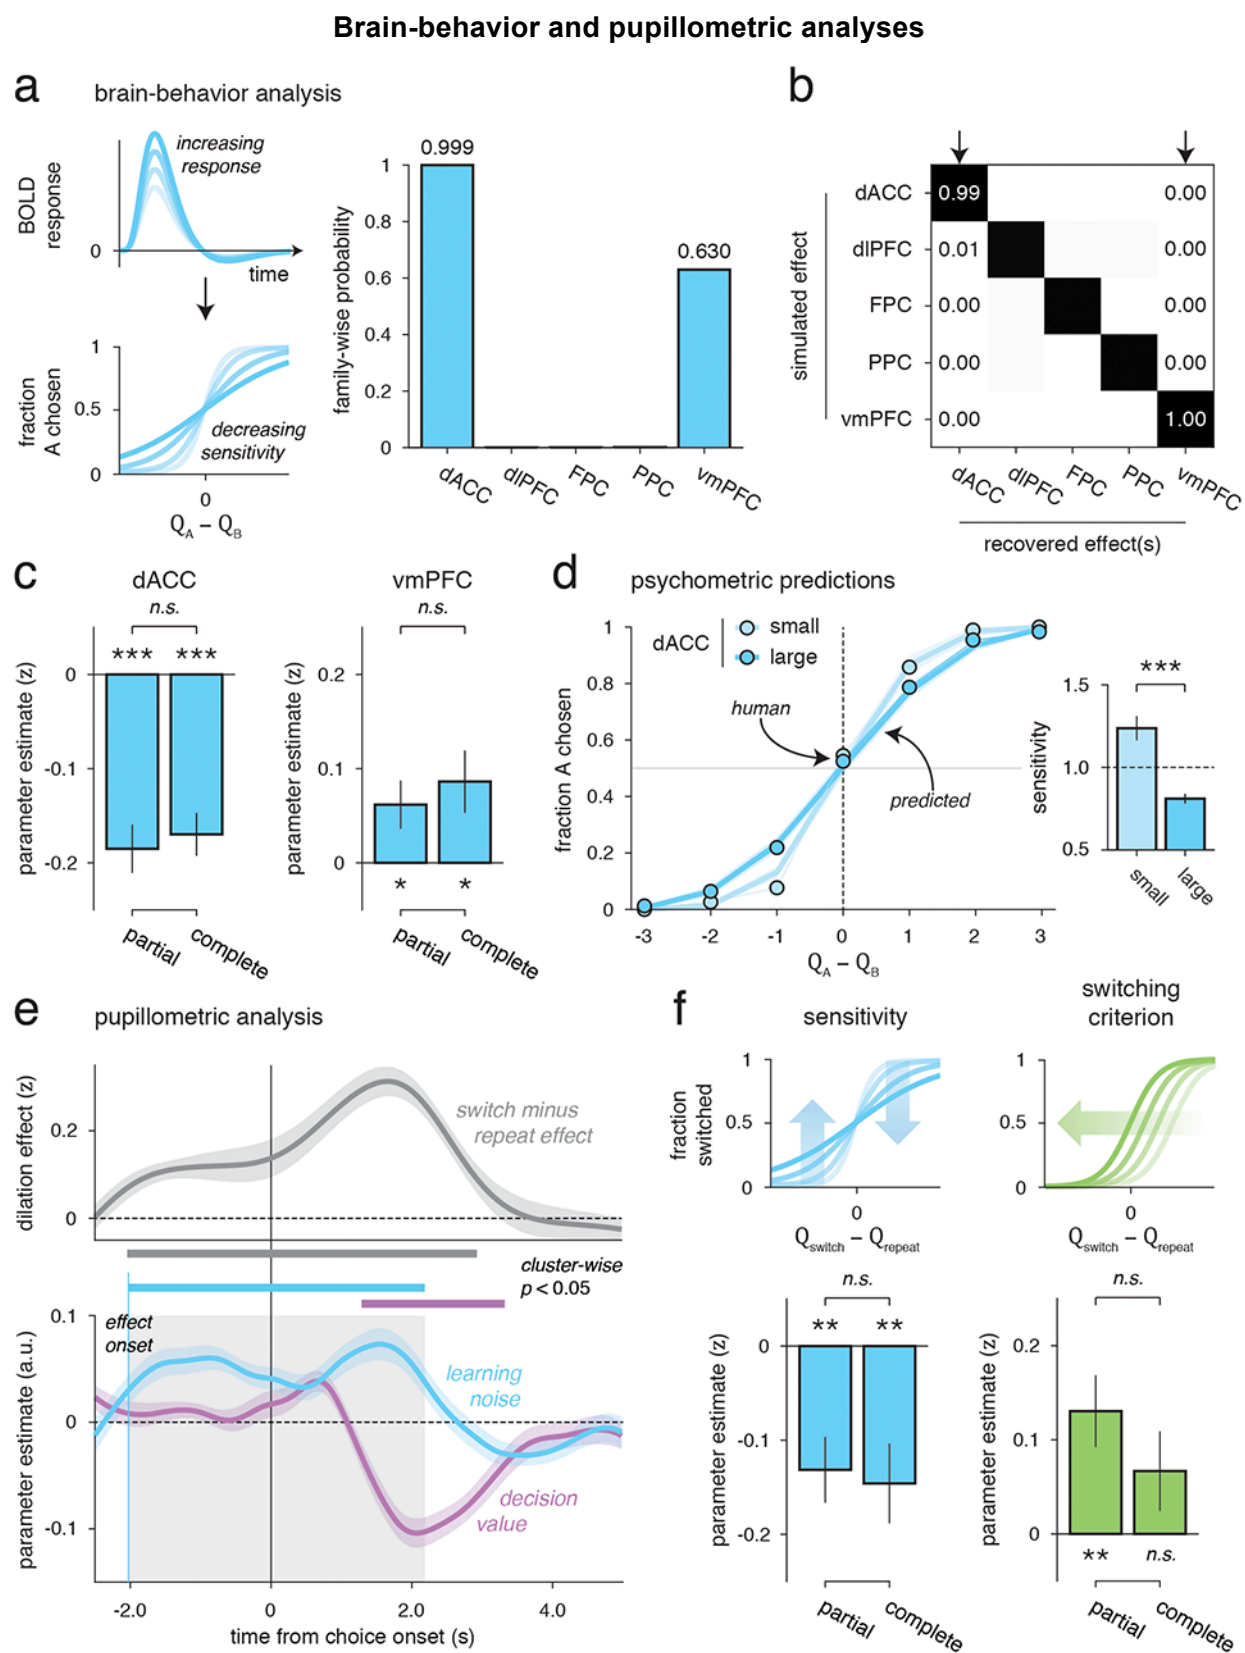 Brain-behavior and pupillometric analyses
a
brain-behavior analysis
BOLD
response
0
increasing
response
time
fraction
A chosen
1
0.5
0
decreasing
sensitivity
0
Q_A – Q_B
family-wise probability
1
0.8
0.6
0.4
0.2
0
0.999
0.630
dACC
dlPFC
FPC
PPC
vmPFC
b
simulated effect
dACC
0.99
0.00
dlPFC
0.01
0.00
FPC
0.00
0.00
PPC
0.00
0.00
vmPFC
0.00
1.00
dACC
dlPFC
FPC
PPC
vmPFC
recovered effect(s)
c
dACC
n.s.
*** ***
parameter estimate (z)
0
-0.1
-0.2
partial
complete
vmPFC
n.s.
parameter estimate (z)
0.2
0.1
0
* *
partial
complete
d
psychometric predictions
dACC
small
large
human
predicted
fraction A chosen
1
0.8
0.6
0.4
0.2
0
-3 -2 -1 0 1 2 3
Q_A – Q_B
sensitivity
1.5
1.0
0.5
***
small
large
e
pupillometric analysis
dilation effect (z)
0.2
0
switch minus
repeat effect
cluster-wise
p < 0.05
effect
onset
parameter estimate (a.u.)
0.1
0
-0.1
learning
noise
decision
value
-2.0 0 2.0 4.0
time from choice onset (s)
f
sensitivity
fraction
switched
1
0.5
0
0
Q_switch – Q_repeat
switching
criterion
1
0.5
0
0
Q_switch – Q_repeat
n.s.
** **
parameter estimate (z)
0
-0.1
-0.2
partial
complete
n.s.
parameter estimate (z)
0.2
0.1
0
** n.s.
partial
complete